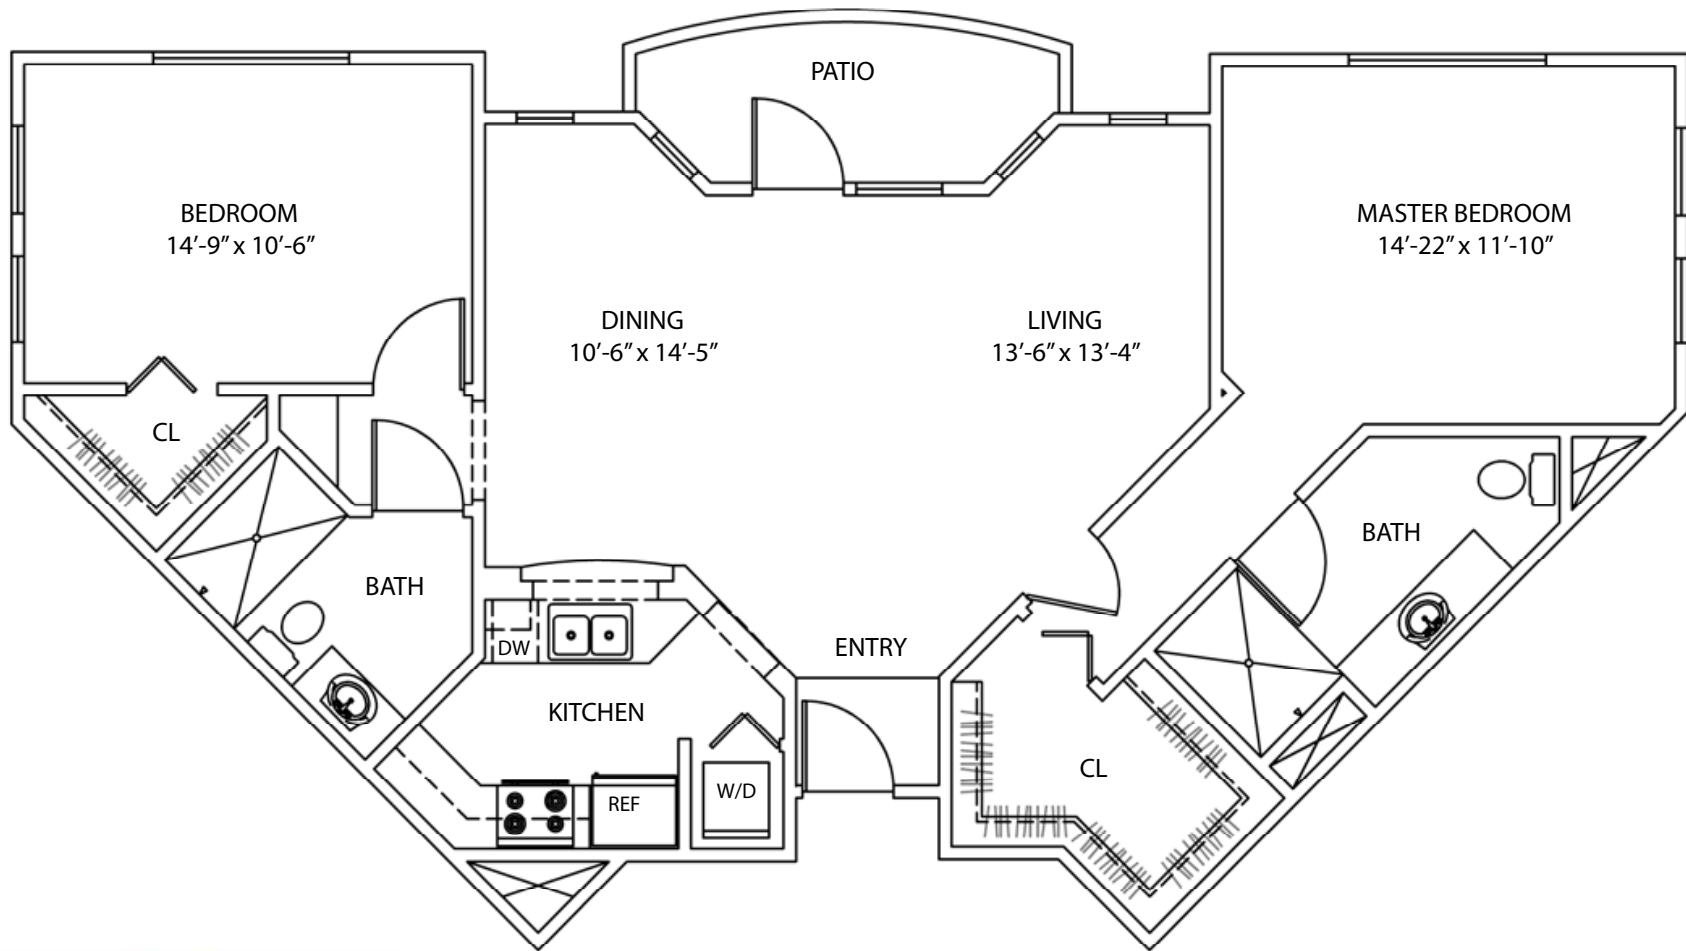 PATIO
BEDROOM
14’-9” x 10’-6”
MASTER BEDROOM
14’-22” x 11’-10”
DINING
10’-6” x 14’-5”
LIVING
13’-6” x 13’-4”
CL
BATH
BATH
DW
ENTRY
KITCHEN
CL
W/D
REF